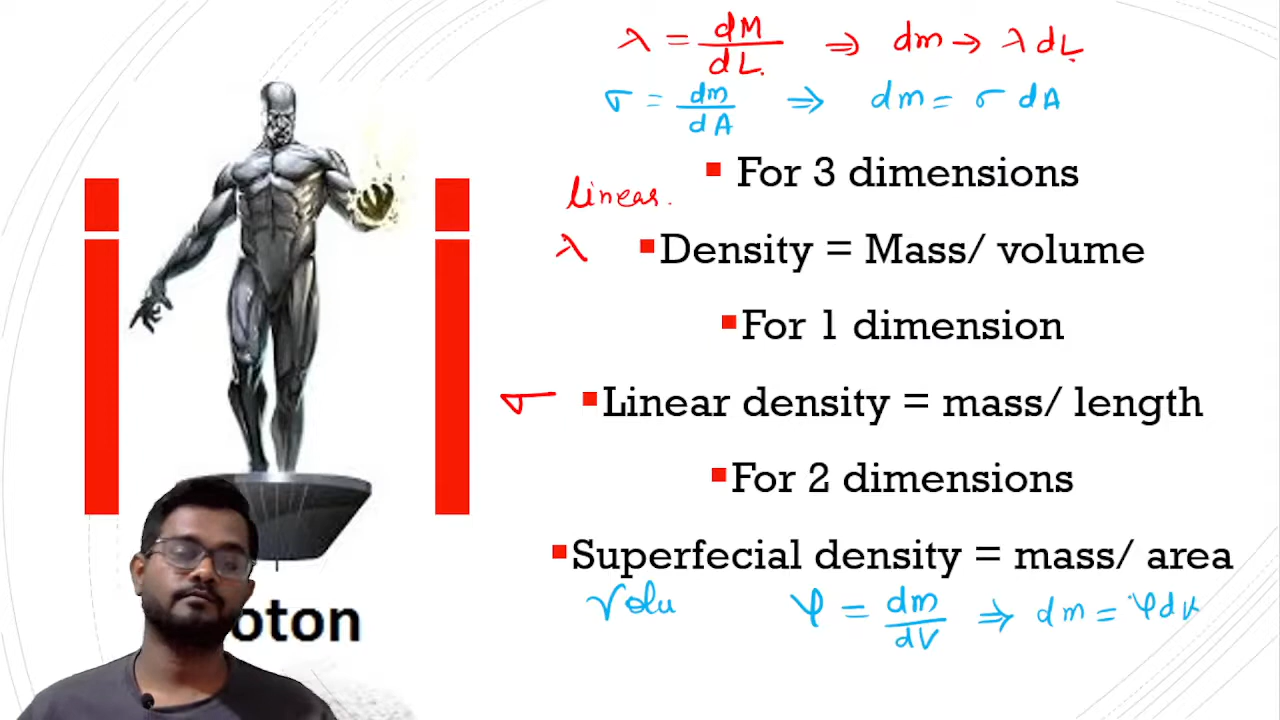 λ = dM/dL ⇒ dm → λ dL
σ = dm/dA ⇒ dm = σ dA
For 3 dimensions
linear.
λ Density = Mass/ volume
For 1 dimension
σ Linear density = mass/ length
For 2 dimensions
Superfecial density = mass/ area
Volu φ = dm/dV ⇒ dm = φ dV
oton